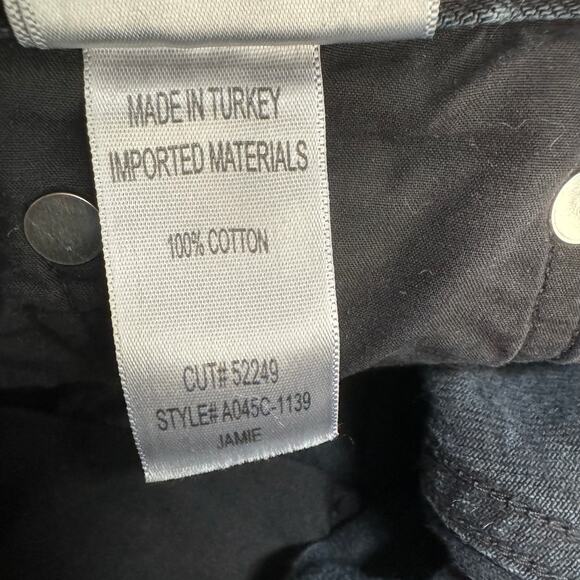 MADE IN TURKEY
IMPORTED MATERIALS
100% COTTON
CUT# 52249
STYLE# A045C-1139
JAMIE